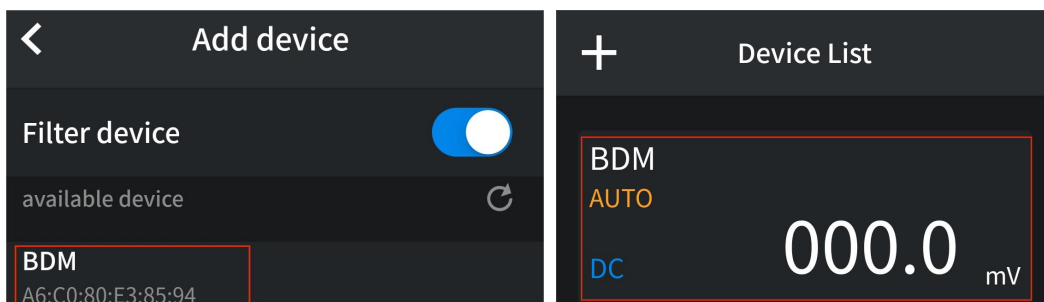 Add device
Filter device
available device
BDM
A6:C0:80:E3:85:94
Device List
BDM
AUTO
DC
000.0
mV